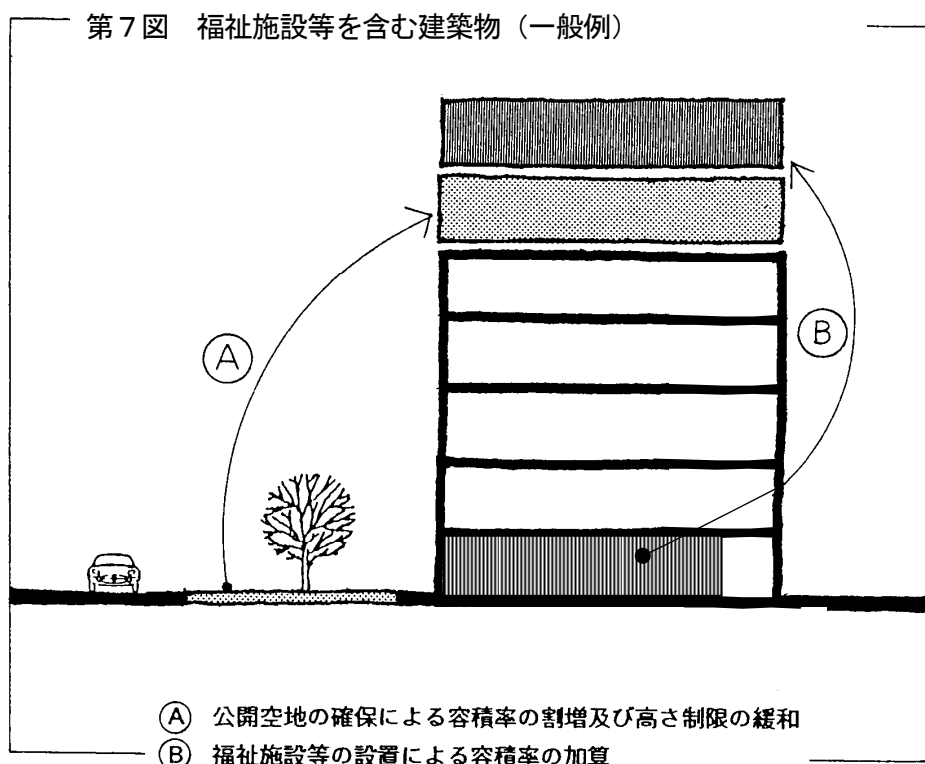 第7図 福祉施設等を含む建築物（一般例）
A
B
A 公開空地の確保による容積率の割増及び高さ制限の緩和
B 福祉施設等の設置による容積率の加算